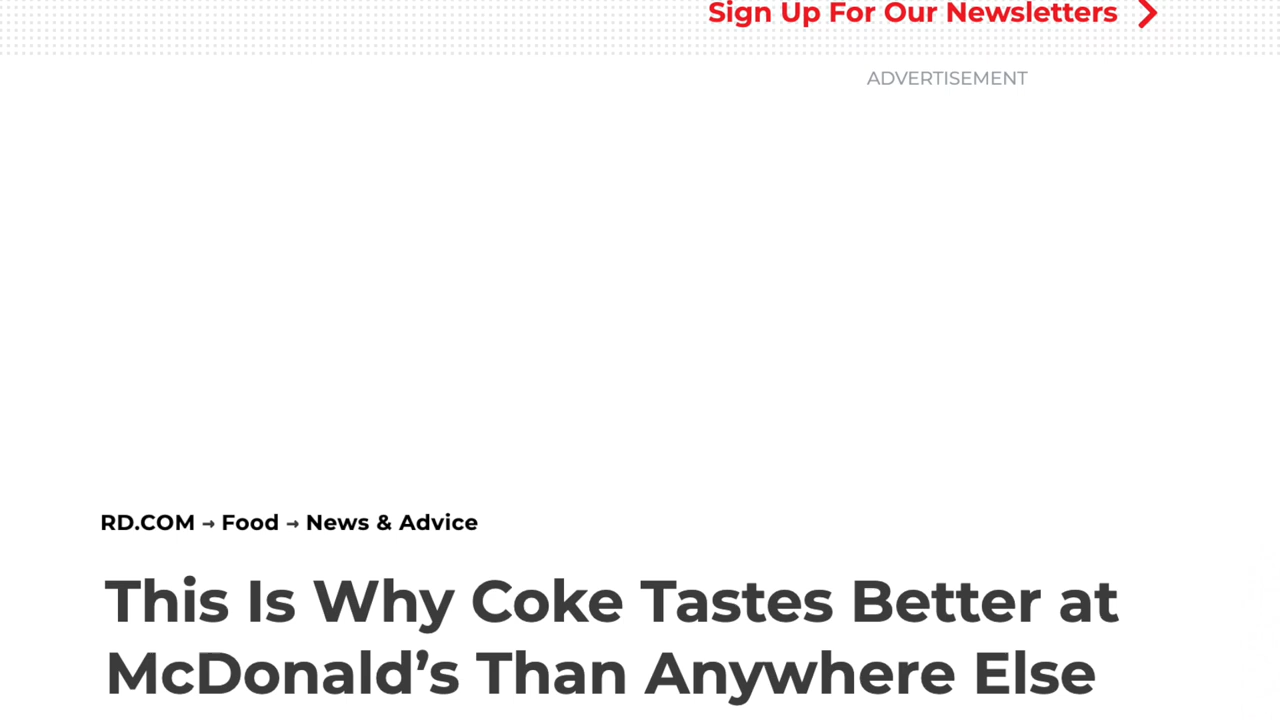 Sign Up For Our Newsletters
ADVERTISEMENT
RD.COM → Food → News & Advice
This Is Why Coke Tastes Better at
McDonald’s Than Anywhere Else